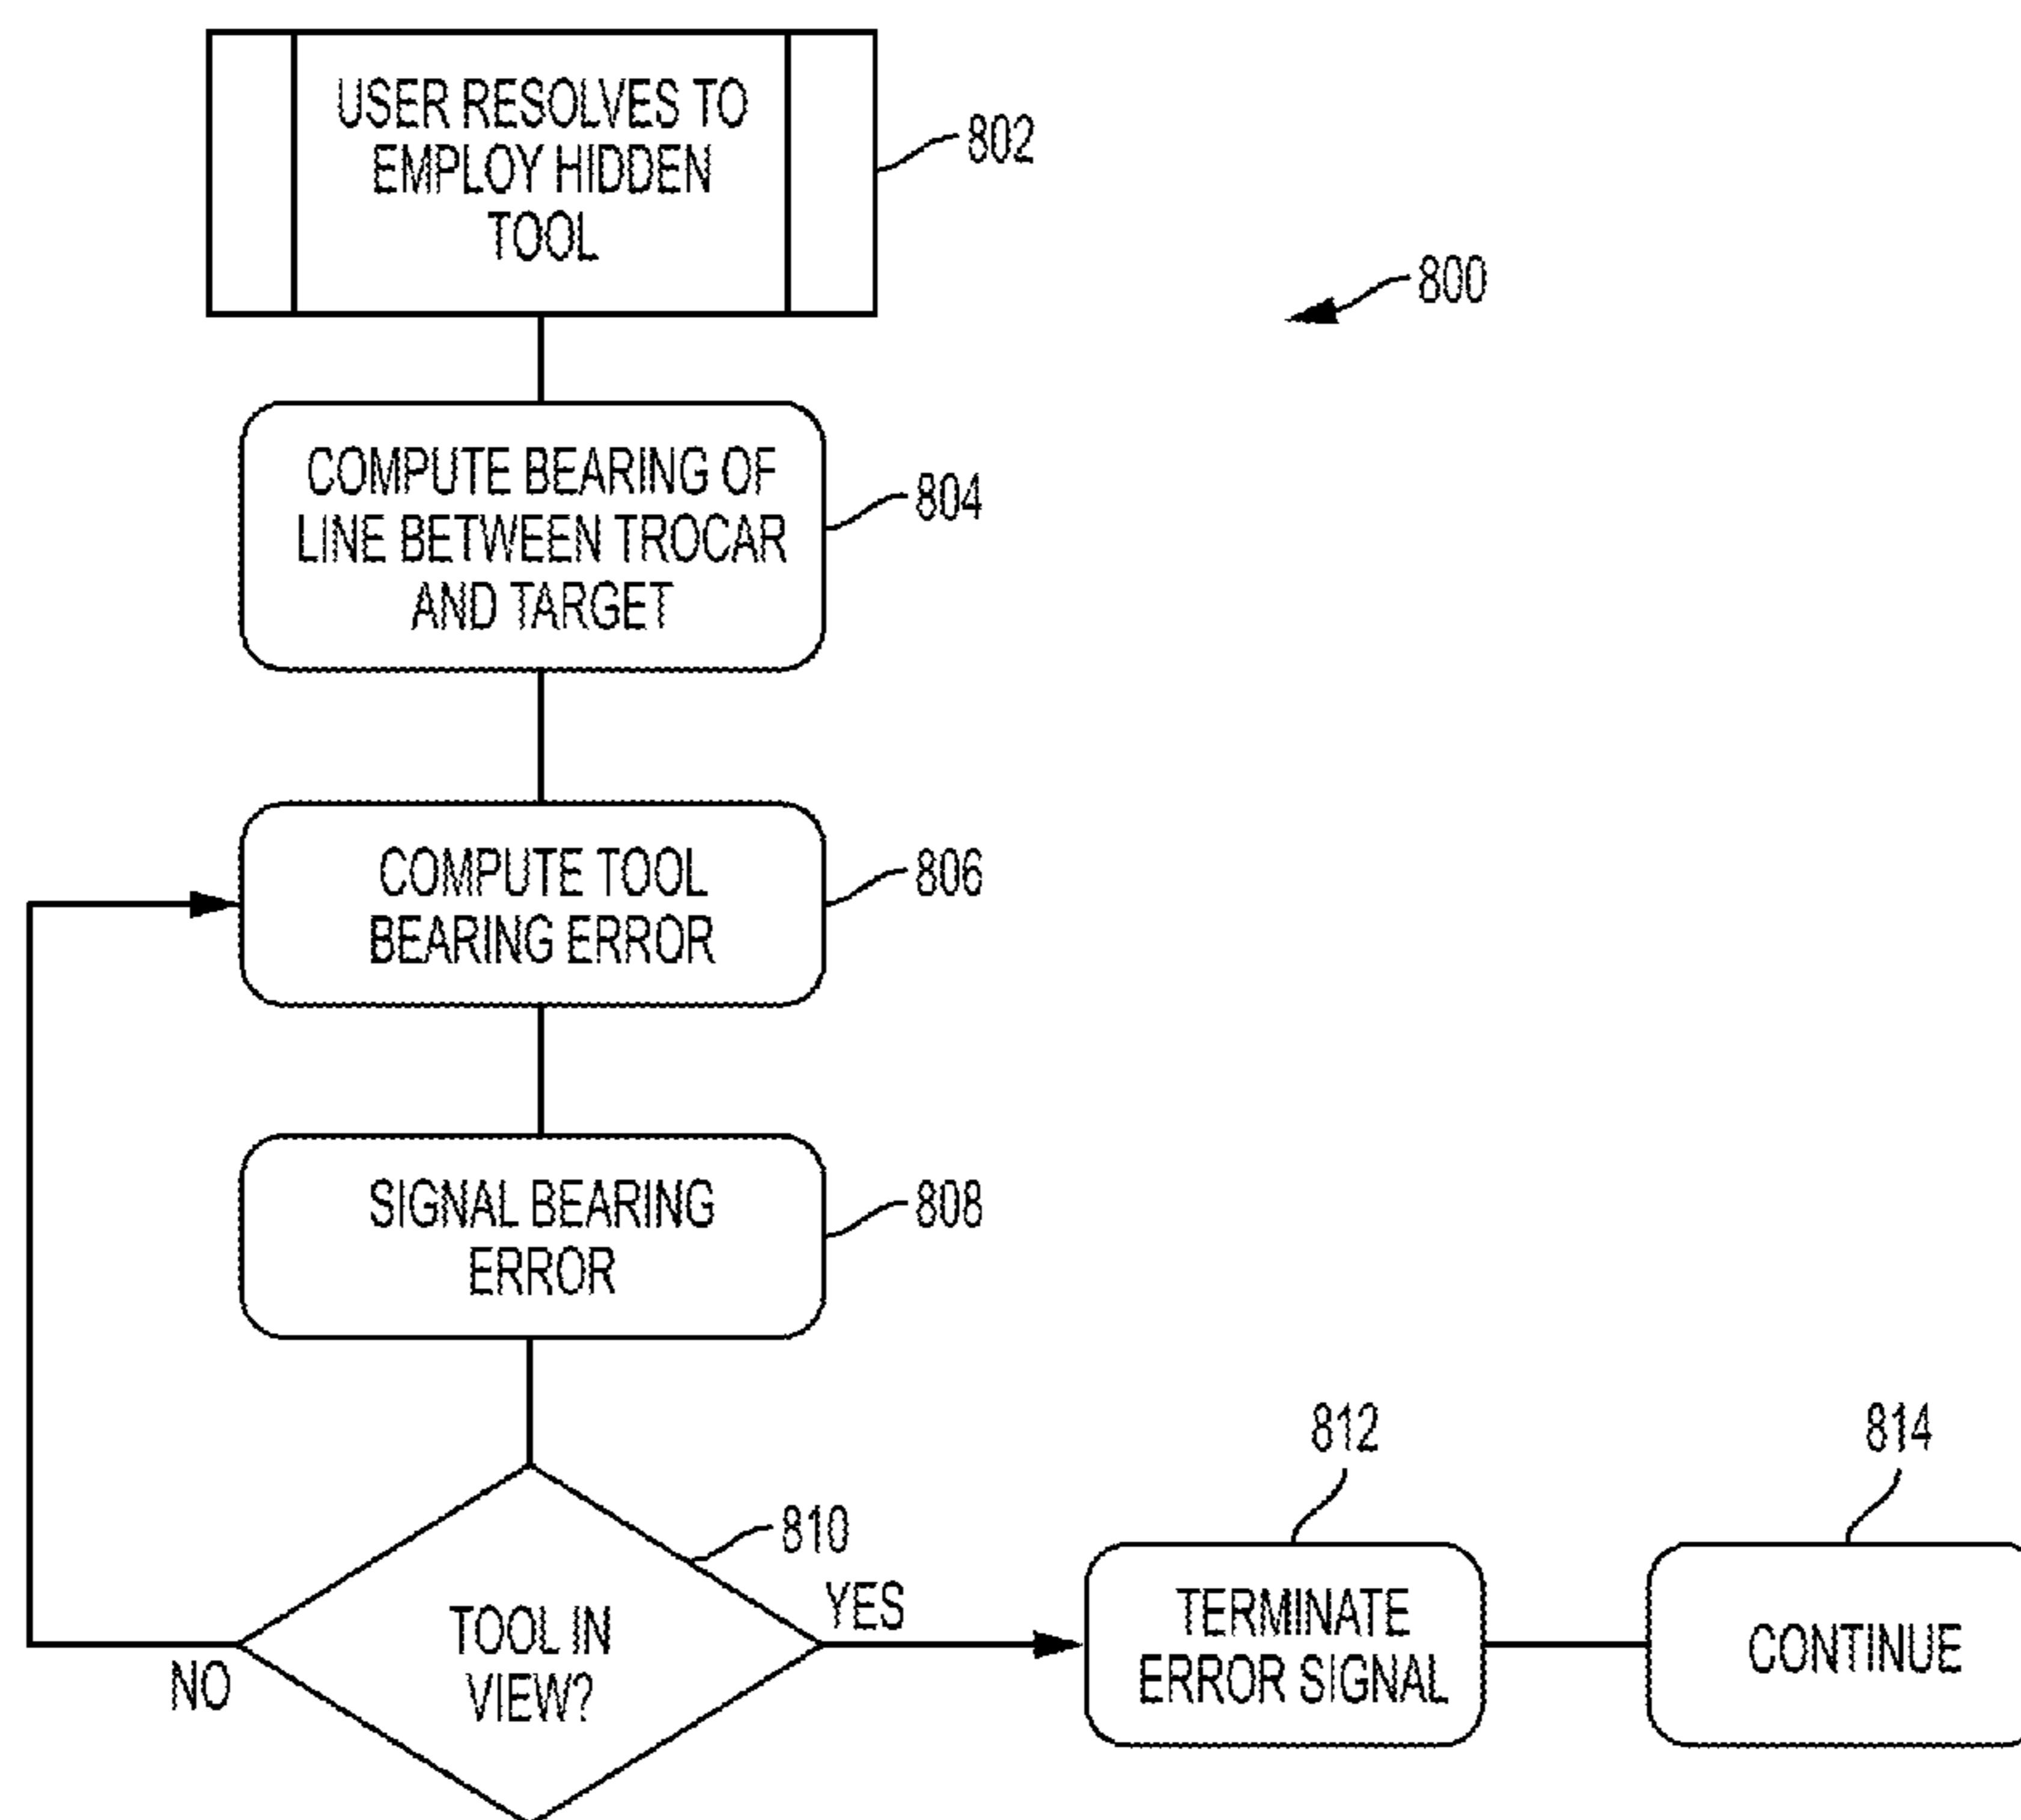 USER RESOLVES TO
EMPLOY HIDDEN
TOOL
802
800
COMPUTE BEARING OF
LINE BETWEEN TROCAR
AND TARGET
804
COMPUTE TOOL
BEARING ERROR
806
SIGNAL BEARING
ERROR
808
TOOL IN
VIEW?
810
NO
YES
812
TERMINATE
ERROR SIGNAL
814
CONTINUE